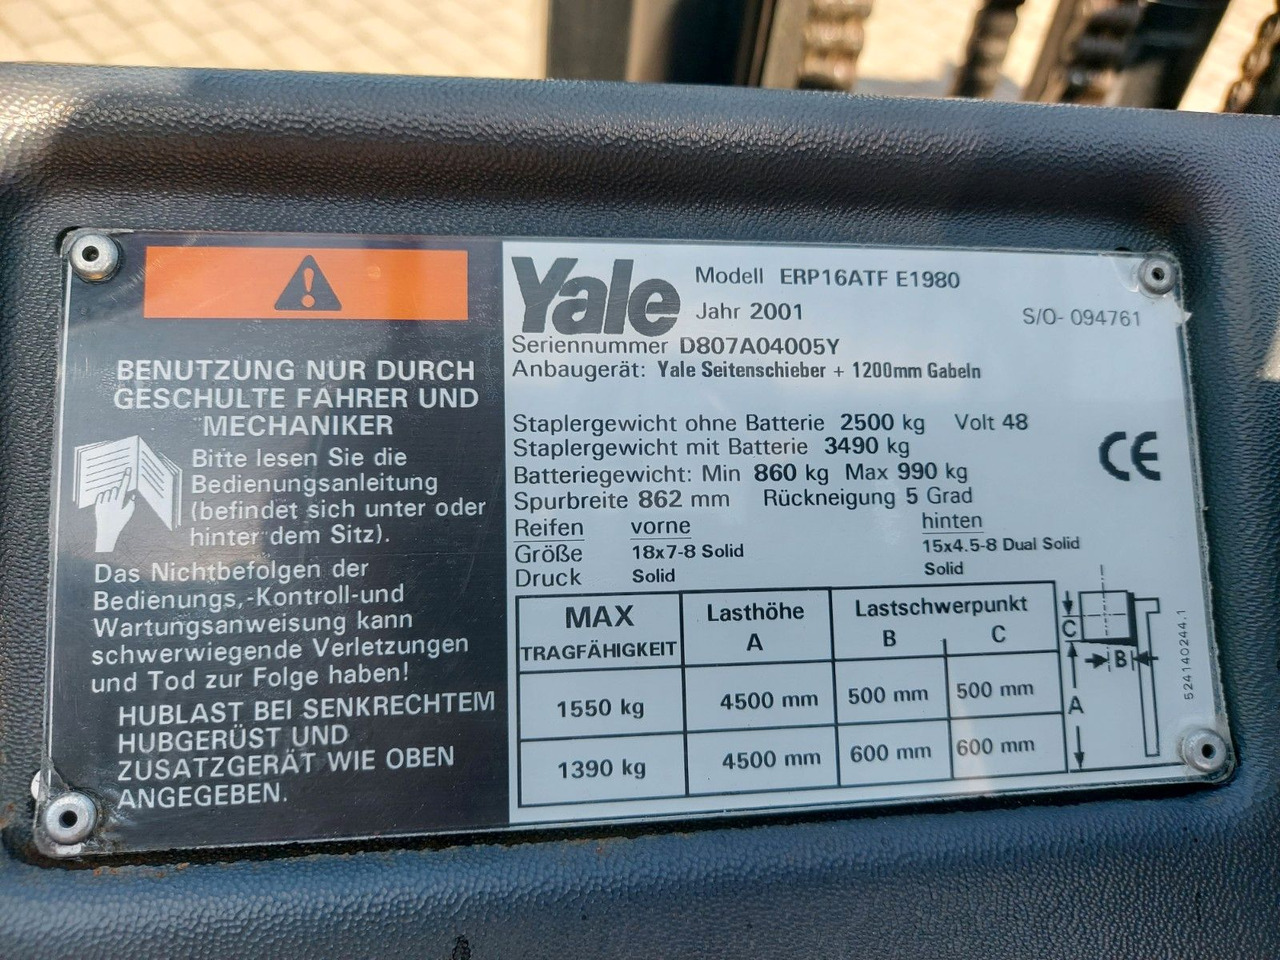 BENUTZUNG NUR DURCH
GESCHULTE FAHRER UND
MECHANIKER
Bitte lesen Sie die
Bedienungsanleitung
(befindet sich unter oder
hinter dem Sitz).
Das Nichtbefolgen der
Bedienungs,-Kontroll-und
Wartungsanweisung kann
schwerwiegende Verletzungen
und Tod zur Folge haben!
HUBLAST BEI SENKRECHTEM
HUBGERÜST UND
ZUSATZGERÄT WIE OBEN
ANGEGEBEN.
Yale
Modell ERP16ATF E1980
Jahr 2001 S/O- 094761
Seriennummer D807A04005Y
Anbaugerät: Yale Seitenschieber + 1200mm Gabeln
Staplergewicht ohne Batterie 2500 kg Volt 48
Staplergewicht mit Batterie 3490 kg
CE
Batteriegewicht: Min 860 kg Max 990 kg
Spurbreite 862 mm Rückneigung 5 Grad
Reifen vorne hinten
Größe 18x7-8 Solid 15x4.5-8 Dual Solid
Druck Solid Solid
MAX TRAGFÄHIGKEIT Lasthöhe A Lastschwerpunkt B C
1550 kg 4500 mm 500 mm 500 mm
1390 kg 4500 mm 600 mm 600 mm
C
B
A
524140244.1